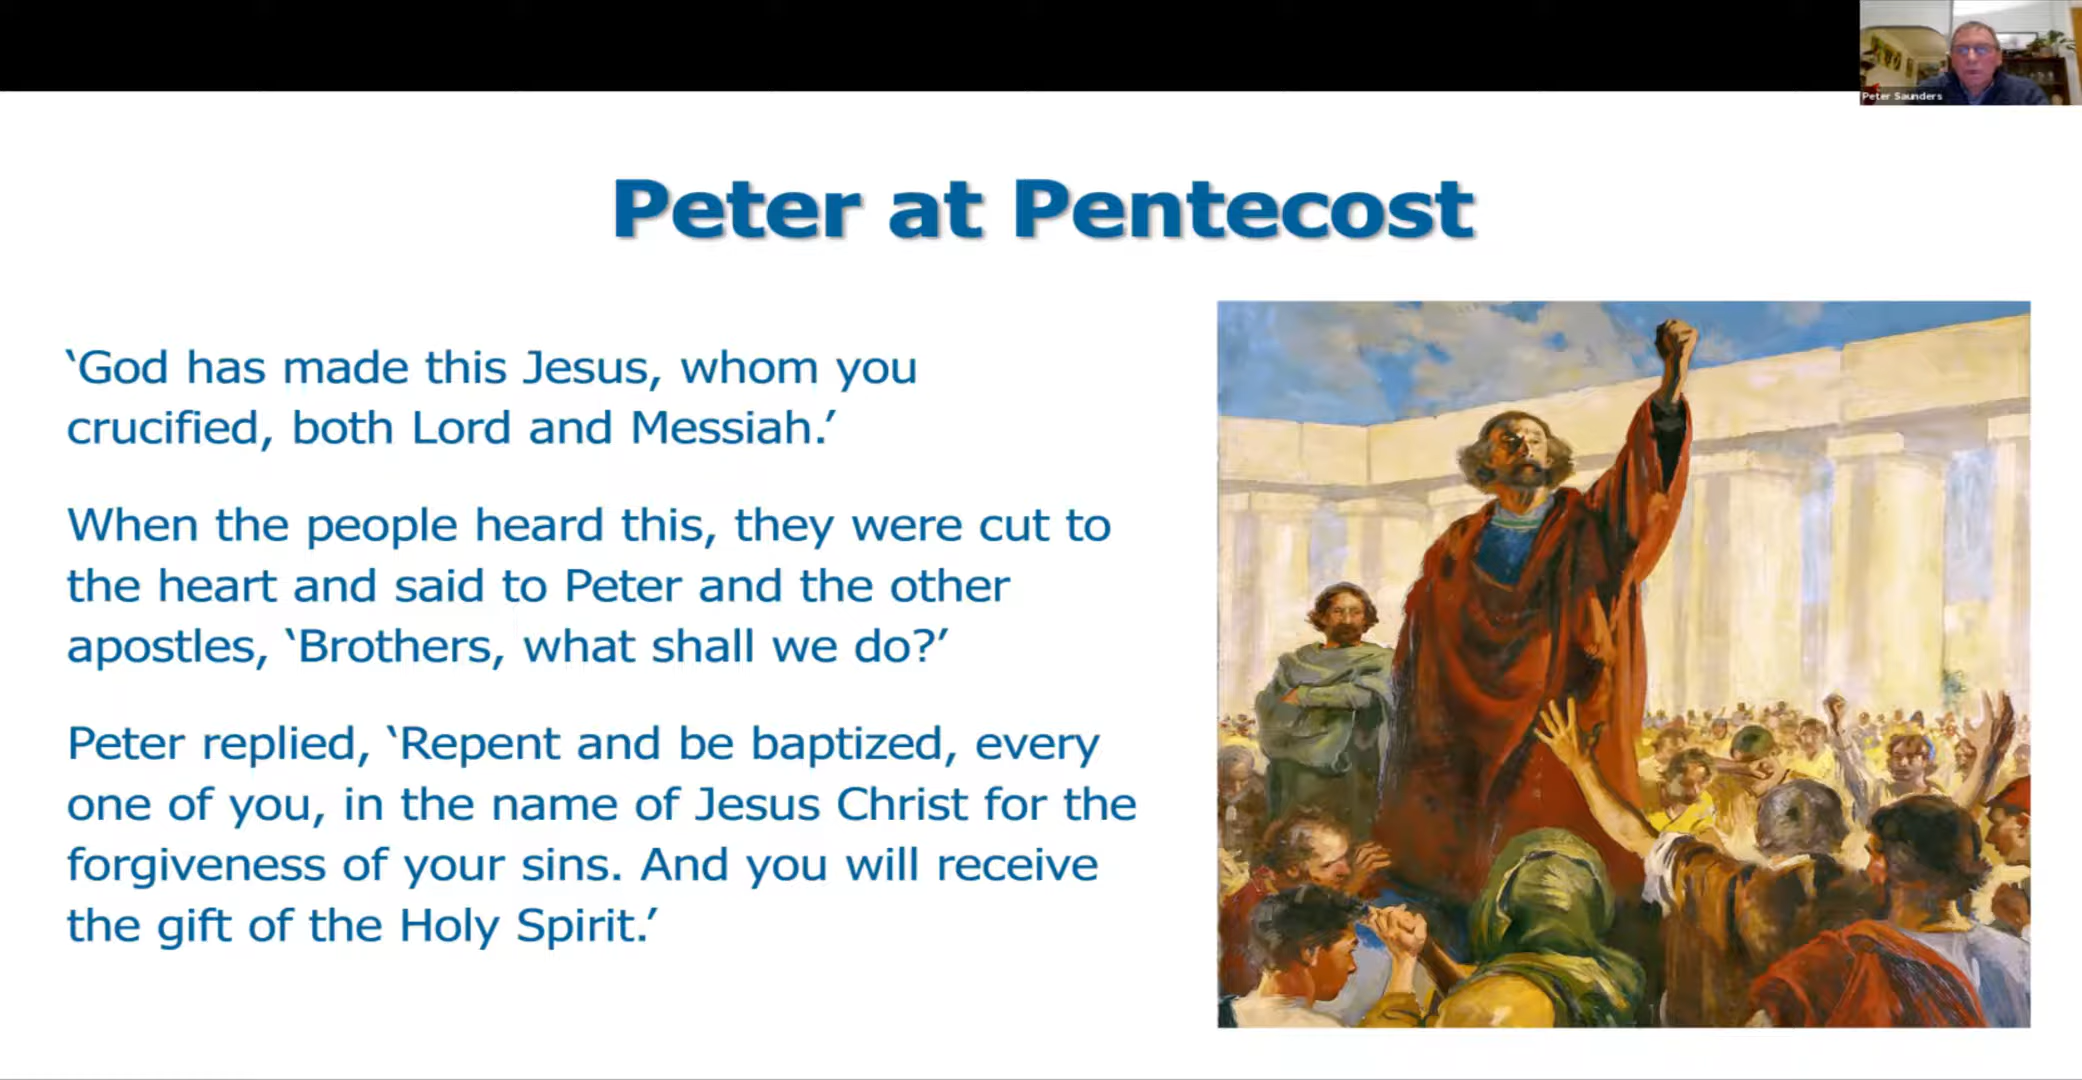 Peter Saunders
Peter at Pentecost
‘God has made this Jesus, whom you
crucified, both Lord and Messiah.’
When the people heard this, they were cut to
the heart and said to Peter and the other
apostles, ‘Brothers, what shall we do?’
Peter replied, ‘Repent and be baptized, every
one of you, in the name of Jesus Christ for the
forgiveness of your sins. And you will receive
the gift of the Holy Spirit.’